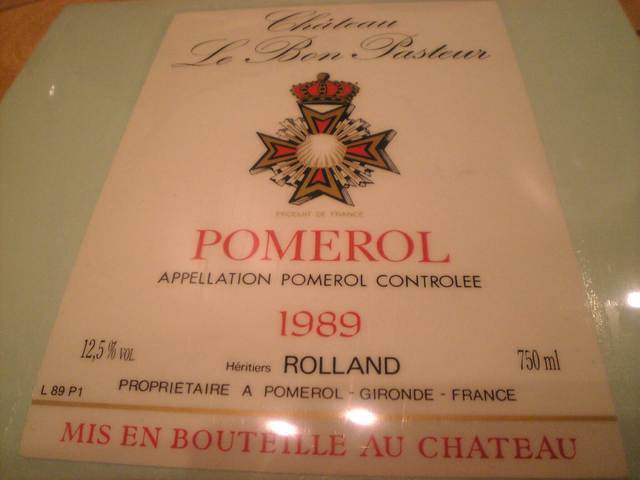 Château
Le Bon Pasteur
PRODUIT DE FRANCE
POMEROL
APPELLATION POMEROL CONTROLEE
1989
12,5 % VOL
750 ml
Héritiers ROLLAND
L 89 P1
PROPRIETAIRE A POMEROL - GIRONDE - FRANCE
MIS EN BOUTEILLE AU CHATEAU